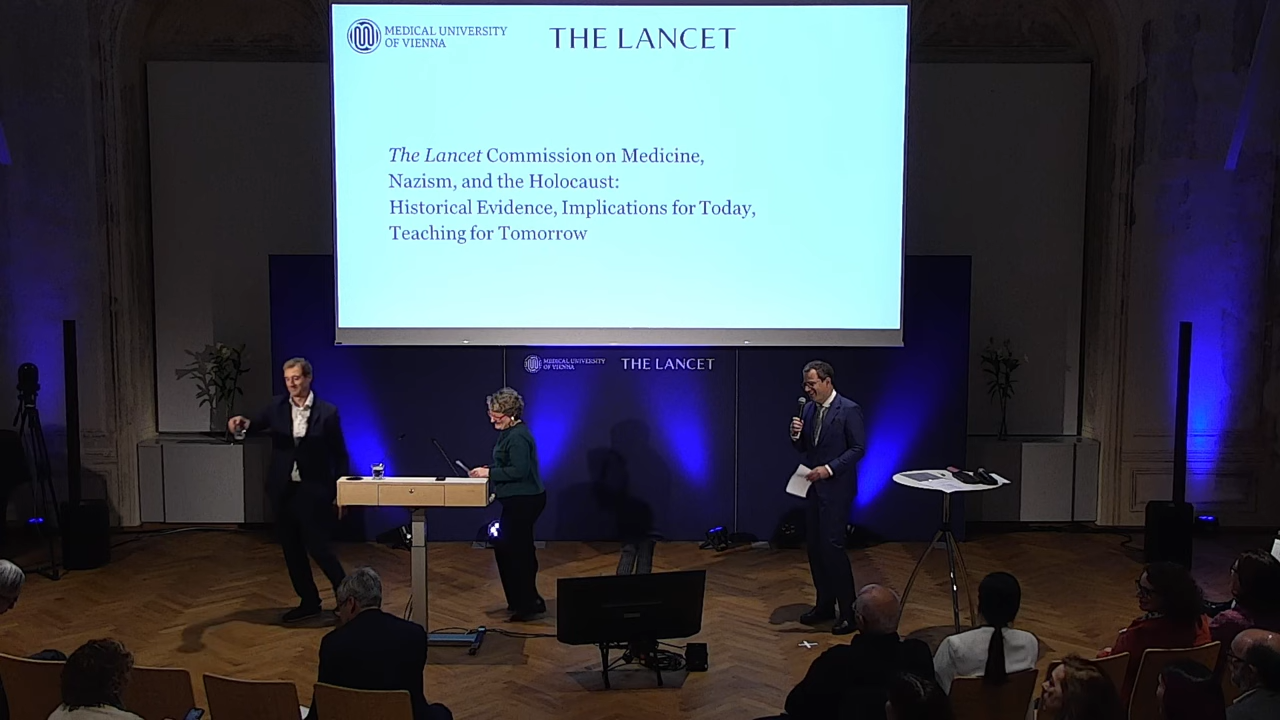 MEDICAL UNIVERSITY
OF VIENNA
THE LANCET
The Lancet Commission on Medicine,
Nazism, and the Holocaust:
Historical Evidence, Implications for Today,
Teaching for Tomorrow
MEDICAL UNIVERSITY
OF VIENNA
THE LANCET